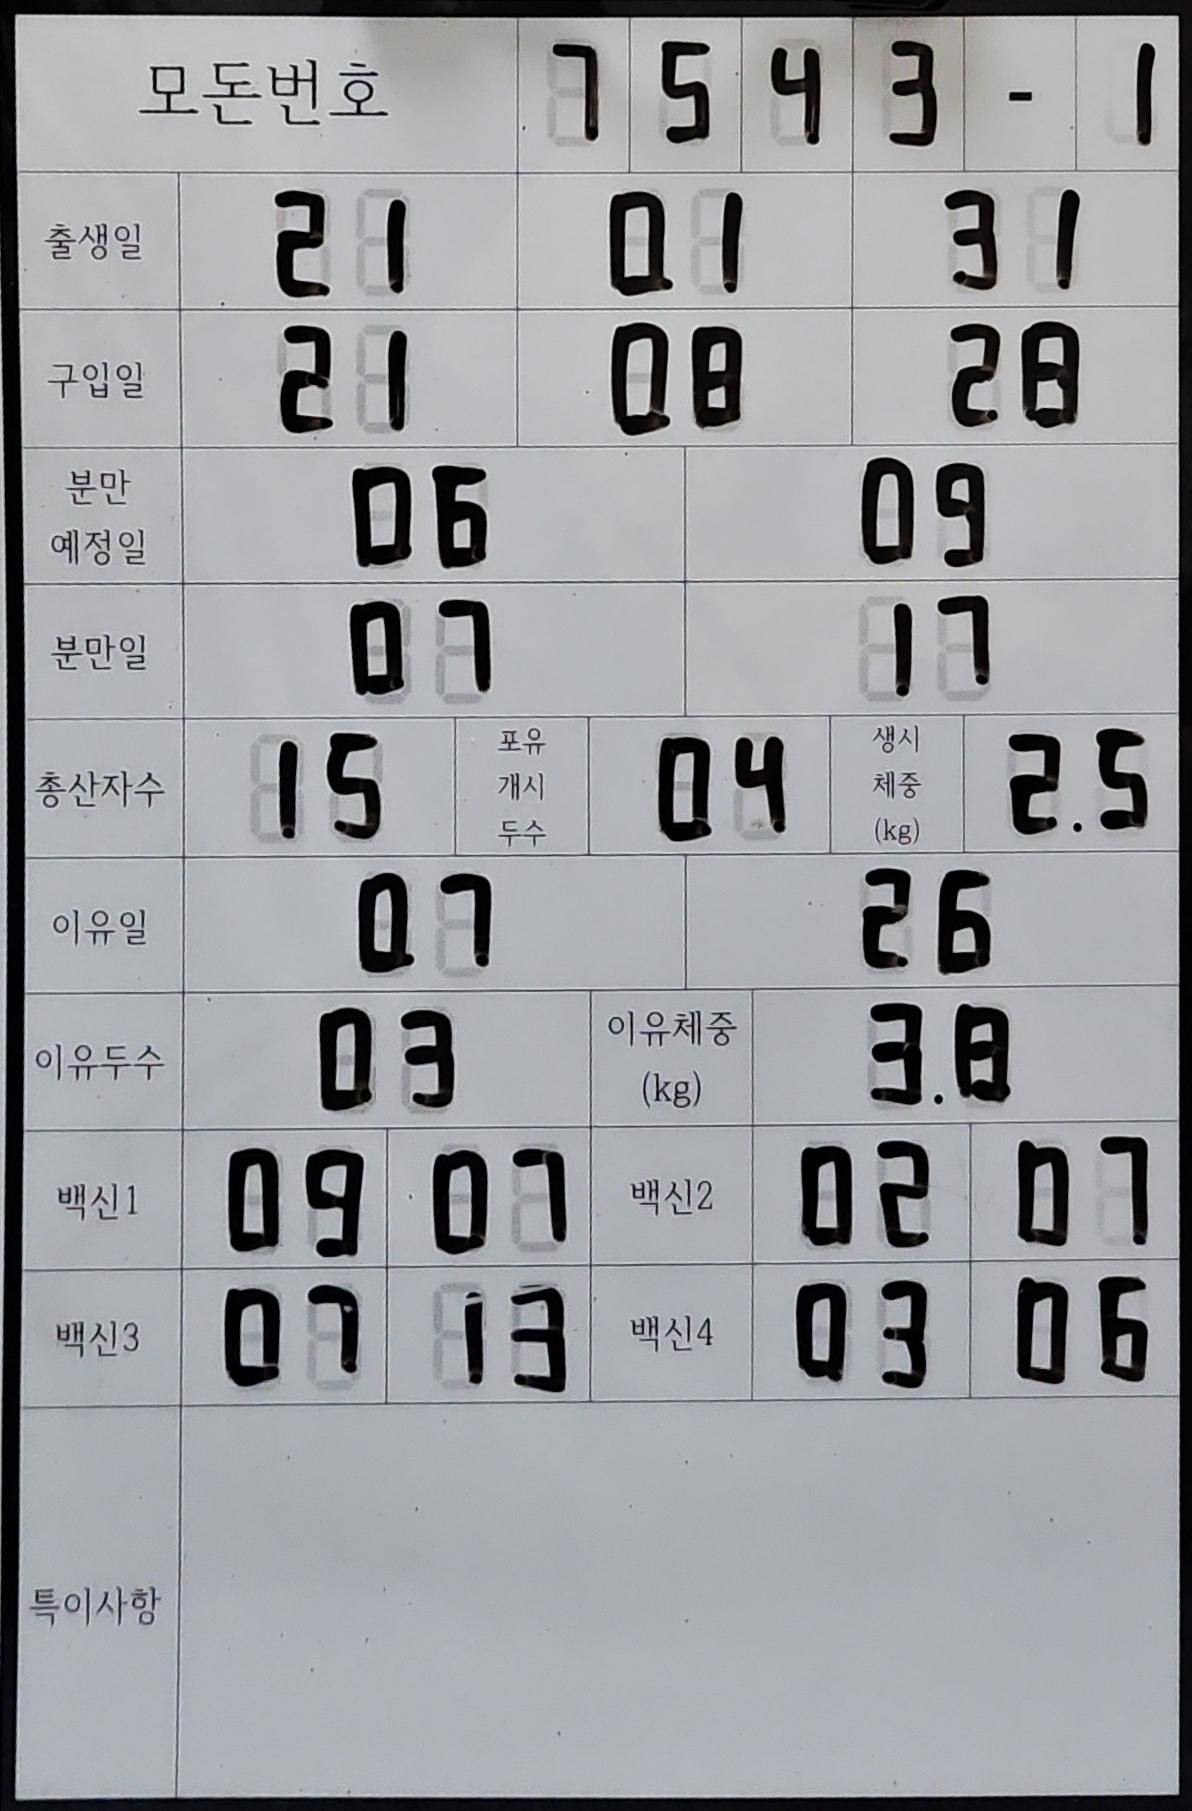 모돈번호 7 5 4 3 - 1
출생일 21 01 31
구입일 21 08 28
분만 예정일 06 09
분만일 07 17
총산자수 15 포유 개시 두수 04 생시 체중 (kg) 2.5
이유일 07 26
이유두수 03 이유체중 (kg) 3.8
백신1 09 07 백신2 02 07
백신3 07 13 백신4 03 06
특이사항